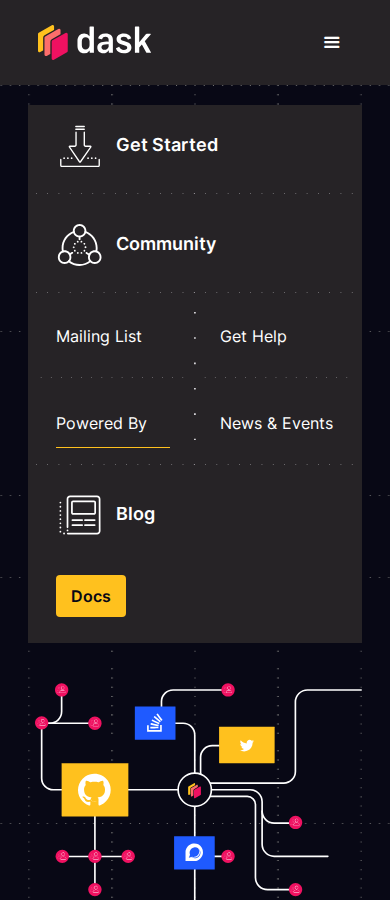 dask
Get Started
Community
Mailing List
Get Help
Powered By
News & Events
Blog
Docs